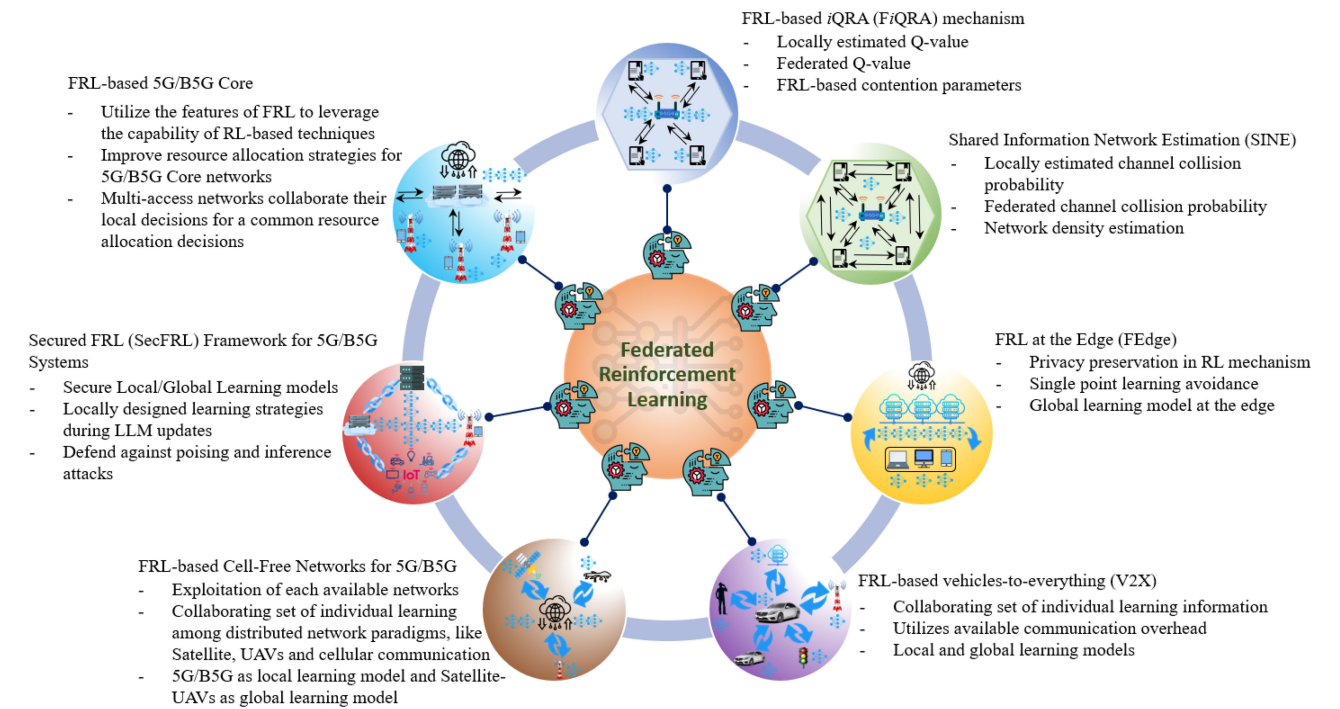 FRL-based iQRA (FiQRA) mechanism
- Locally estimated Q-value
- Federated Q-value
- FRL-based contention parameters
Shared Information Network Estimation (SINE)
- Locally estimated channel collision
probability
- Federated channel collision probability
- Network density estimation
FRL at the Edge (FEdge)
- Privacy preservation in RL mechanism
- Single point learning avoidance
- Global learning model at the edge
FRL-based vehicles-to-everything (V2X)
- Collaborating set of individual learning information
- Utilizes available communication overhead
- Local and global learning models
FRL-based Cell-Free Networks for 5G/B5G
- Exploitation of each available networks
- Collaborating set of individual learning
among distributed network paradigms, like
Satellite, UAVs and cellular communication
- 5G/B5G as local learning model and Satellite-
UAVs as global learning model
Secured FRL (SecFRL) Framework for 5G/B5G
Systems
- Secure Local/Global Learning models
- Locally designed learning strategies
during LLM updates
- Defend against poising and inference
attacks
FRL-based 5G/B5G Core
- Utilize the features of FRL to leverage
the capability of RL-based techniques
- Improve resource allocation strategies for
5G/B5G Core networks
- Multi-access networks collaborate their
local decisions for a common resource
allocation decisions
Federated
Reinforcement
Learning
IoT